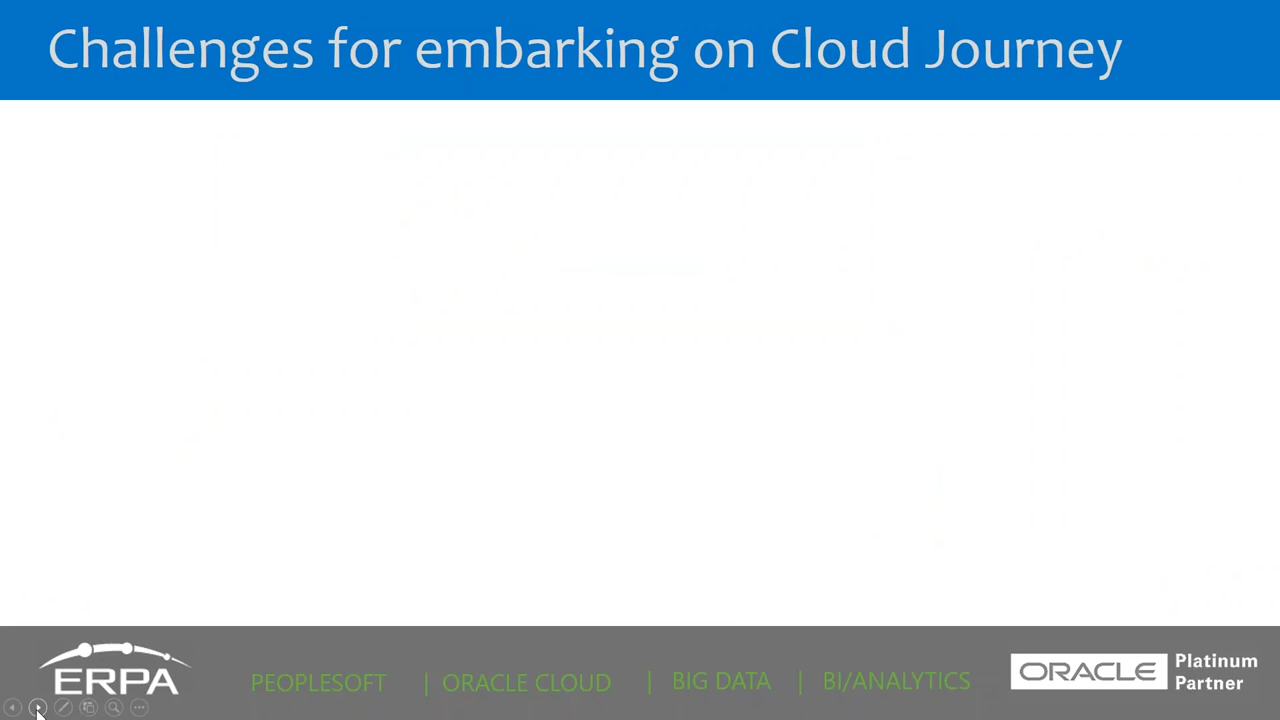 Challenges for embarking on Cloud Journey
ERPA
PEOPLESOFT | ORACLE CLOUD | BIG DATA | BI/ANALYTICS
ORACLE
Platinum
Partner